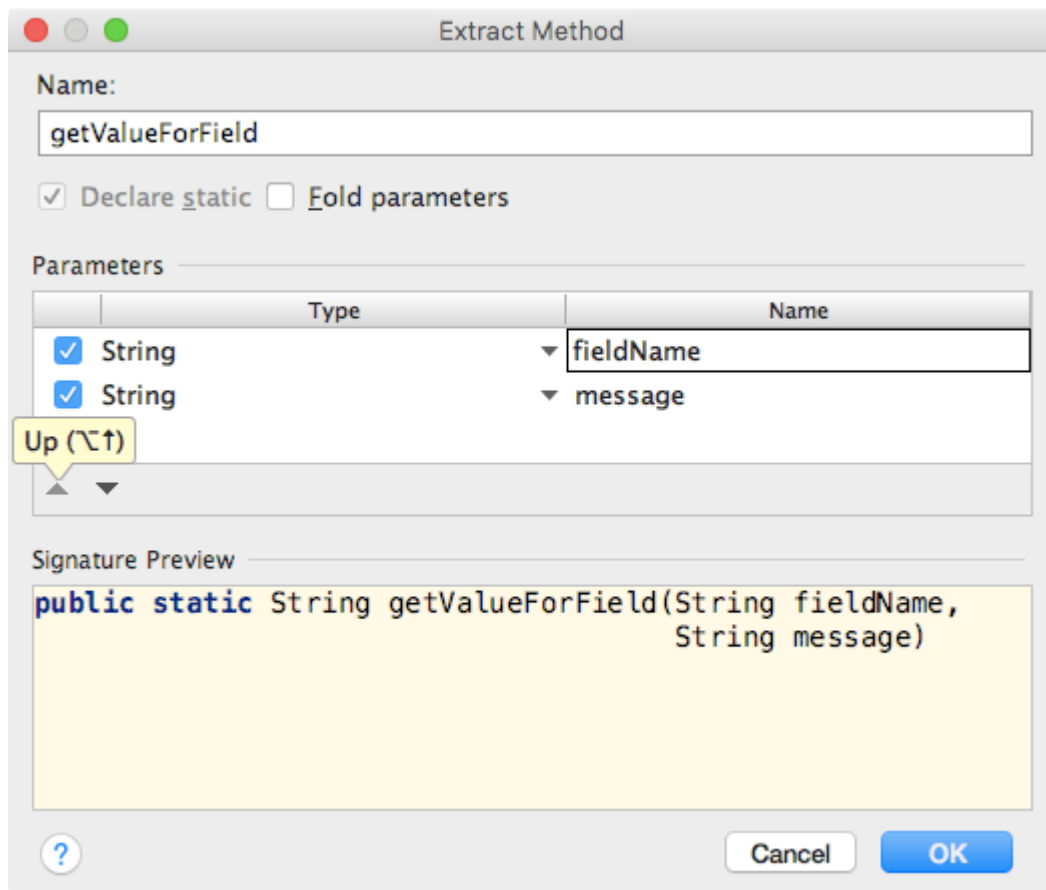 Extract Method
Name:
getValueForField
Declare static Fold parameters
Parameters
Type Name
String fieldName
String message
Up (⌥↑)
Signature Preview
public static String getValueForField(String fieldName,
String message)
? Cancel OK